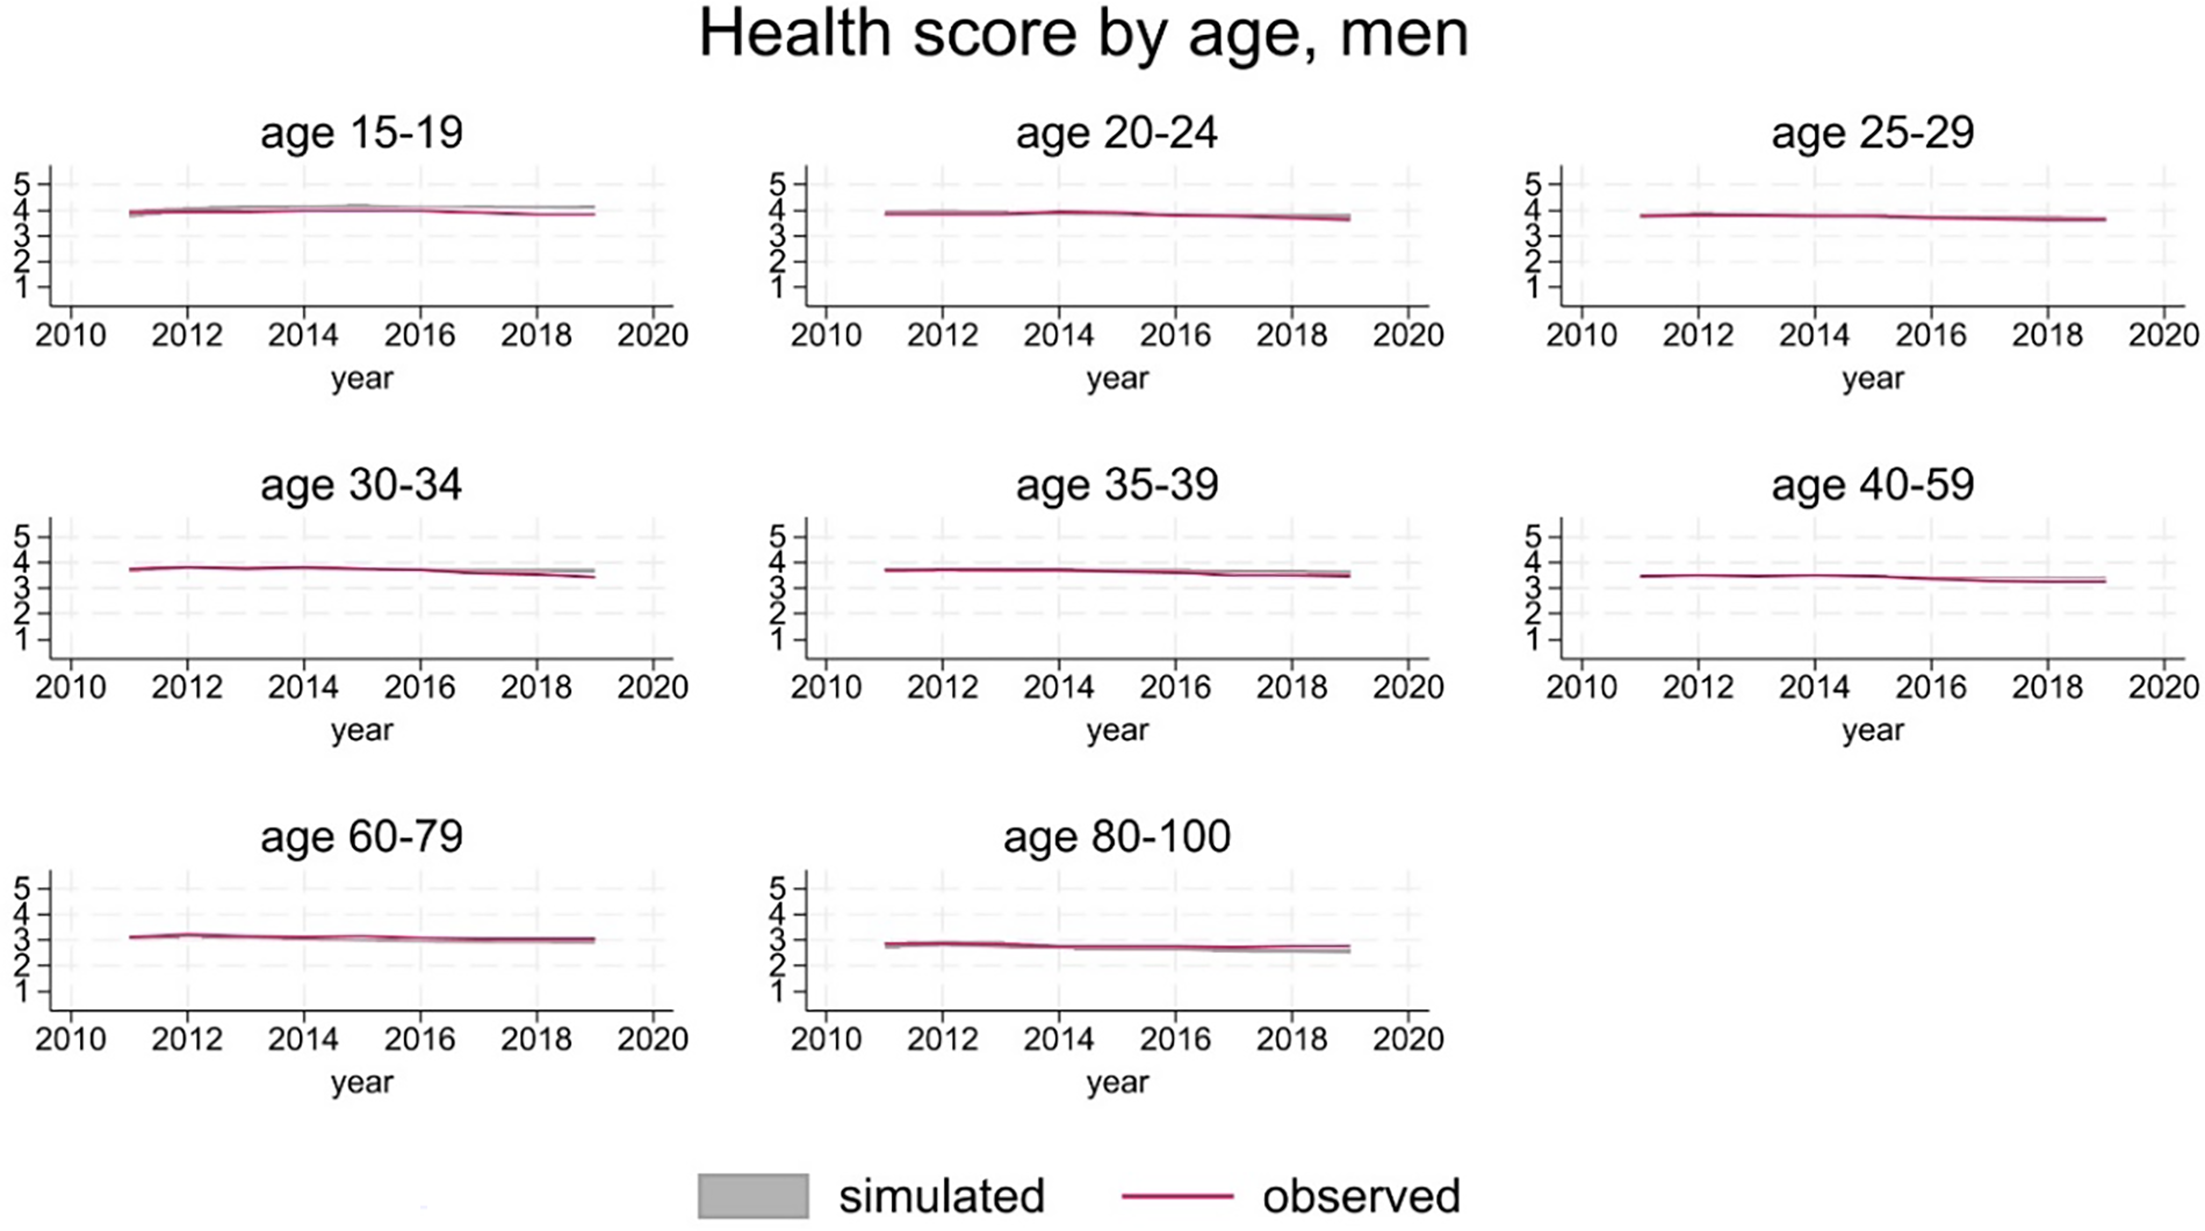 Health score by age, men
age 15-19 age 20-24 age 25-29
5 5 5
4 4 4
3 3 3
2 2 2
1 1 1
2010 2012 2014 2016 2018 2020 2010 2012 2014 2016 2018 2020 2010 2012 2014 2016 2018 2020
year year year
age 30-34 age 35-39 age 40-59
5 5 5
4 4 4
3 3 3
2 2 2
1 1 1
2010 2012 2014 2016 2018 2020 2010 2012 2014 2016 2018 2020 2010 2012 2014 2016 2018 2020
year year year
age 60-79 age 80-100
5 5
4 4
3 3
2 2
1 1
2010 2012 2014 2016 2018 2020 2010 2012 2014 2016 2018 2020
year year
simulated observed